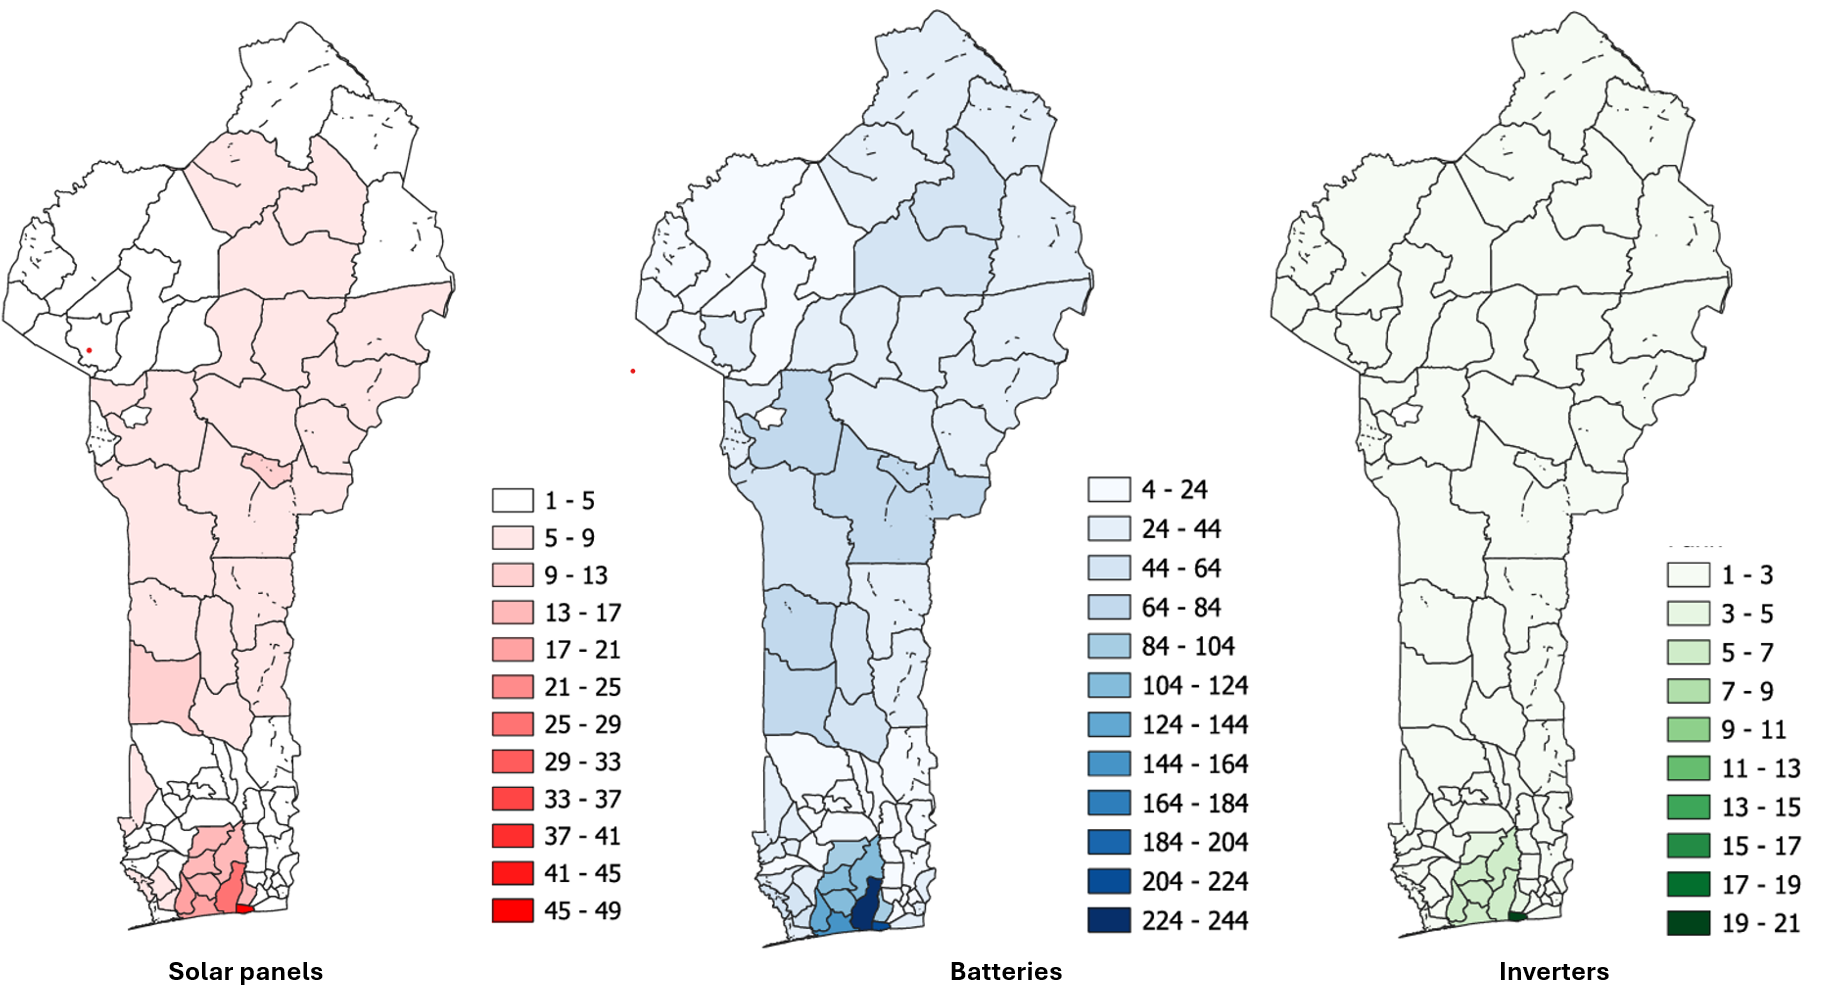 1 - 5
5 - 9
9 - 13
13 - 17
17 - 21
21 - 25
25 - 29
29 - 33
33 - 37
37 - 41
41 - 45
45 - 49
Solar panels
4 - 24
24 - 44
44 - 64
64 - 84
84 - 104
104 - 124
124 - 144
144 - 164
164 - 184
184 - 204
204 - 224
224 - 244
Batteries
1 - 3
3 - 5
5 - 7
7 - 9
9 - 11
11 - 13
13 - 15
15 - 17
17 - 19
19 - 21
Inverters